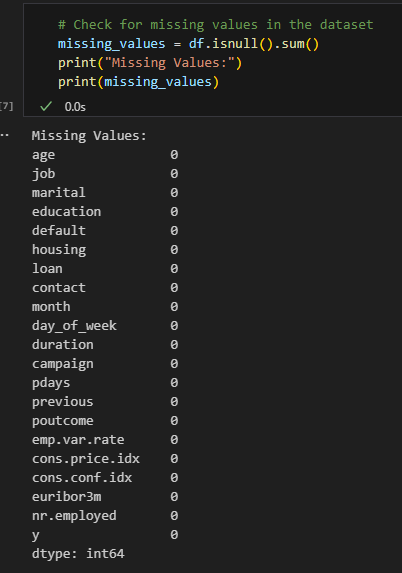 # Check for missing values in the dataset
missing_values = df.isnull().sum()
print("Missing Values:")
print(missing_values)
[7] 0.0s
Missing Values:
age 0
job 0
marital 0
education 0
default 0
housing 0
loan 0
contact 0
month 0
day_of_week 0
duration 0
campaign 0
pdays 0
previous 0
poutcome 0
emp.var.rate 0
cons.price.idx 0
cons.conf.idx 0
euribor3m 0
nr.employed 0
y 0
dtype: int64